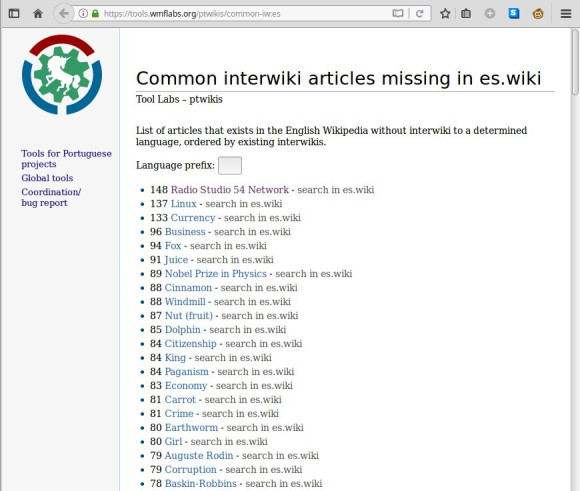 https://tools.wmflabs.org/ptwikis/common-iw:es
Common interwiki articles missing in es.wiki
Tool Labs – ptwikis
List of articles that exists in the English Wikipedia without interwiki to a determined
language, ordered by existing interwikis.
Tools for Portuguese
projects
Global tools
Coordination/
bug report
Language prefix:
148 Radio Studio 54 Network - search in es.wiki
137 Linux - search in es.wiki
133 Currency - search in es.wiki
96 Business - search in es.wiki
94 Fox - search in es.wiki
91 Juice - search in es.wiki
89 Nobel Prize in Physics - search in es.wiki
88 Cinnamon - search in es.wiki
88 Windmill - search in es.wiki
87 Nut (fruit) - search in es.wiki
85 Dolphin - search in es.wiki
84 Citizenship - search in es.wiki
84 King - search in es.wiki
84 Paganism - search in es.wiki
83 Economy - search in es.wiki
81 Carrot - search in es.wiki
81 Crime - search in es.wiki
80 Earthworm - search in es.wiki
80 Girl - search in es.wiki
79 Auguste Rodin - search in es.wiki
79 Corruption - search in es.wiki
78 Baskin-Robbins - search in es.wiki